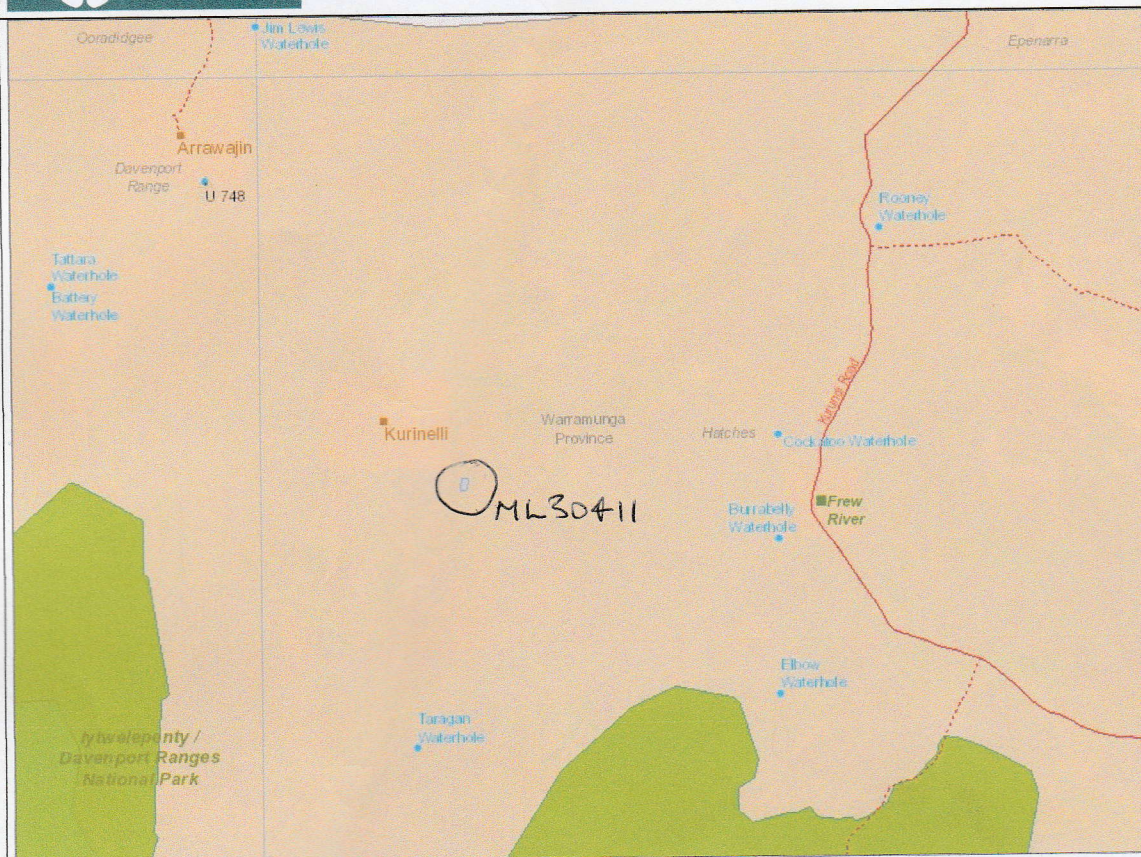 Ooradidgee
Jim Lewis
Waterhole
Epenarra
Arrawajin
Davenport
Range
U 748
Rooney
Waterhole
Tattara
Waterhole
Battery
Waterhole
Kurundi Road
Kurinelli
Warramunga
Province
Hatches
Cockatoo Waterhole
ML30411
Burrabelly
Waterhole
Frew
River
Elbow
Waterhole
Taragan
Waterhole
Iytwelepenty /
Davenport Ranges
National Park